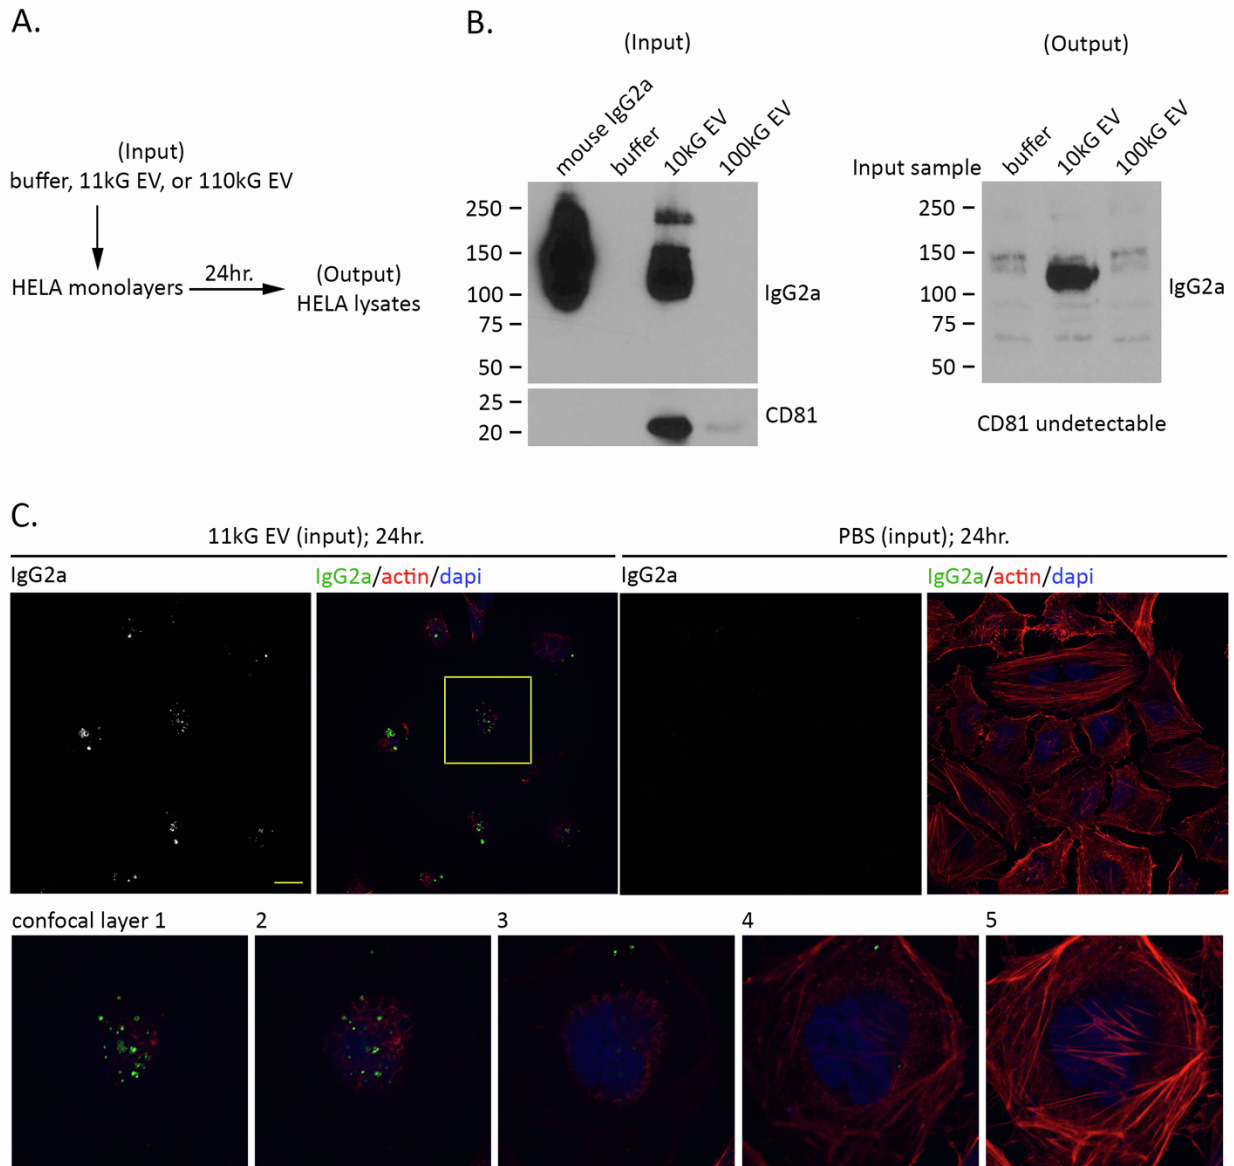 A.
(Input)
buffer, 11kG EV, or 110kG EV
HELA monolayers
24hr.
(Output)
HELA lysates
B.
(Input)
mouse IgG2a
buffer
10kG EV
100kG EV
250
150
100
75
50
IgG2a
25
20
CD81
(Output)
Input sample
buffer
10kG EV
100kG EV
250
150
100
75
50
IgG2a
CD81 undetectable
C.
11kG EV (input); 24hr.
PBS (input); 24hr.
IgG2a
IgG2a/actin/dapi
IgG2a
IgG2a/actin/dapi
confocal layer 1
2
3
4
5